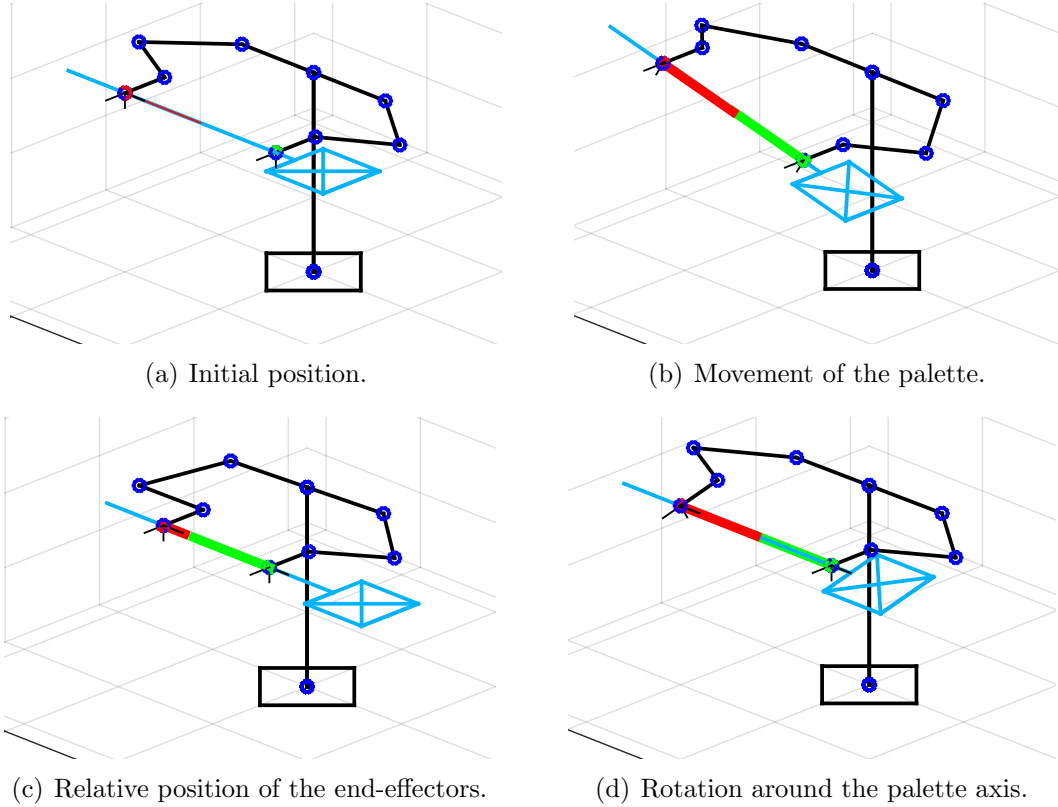 (a) Initial position.
(b) Movement of the palette.
(c) Relative position of the end-effectors.
(d) Rotation around the palette axis.